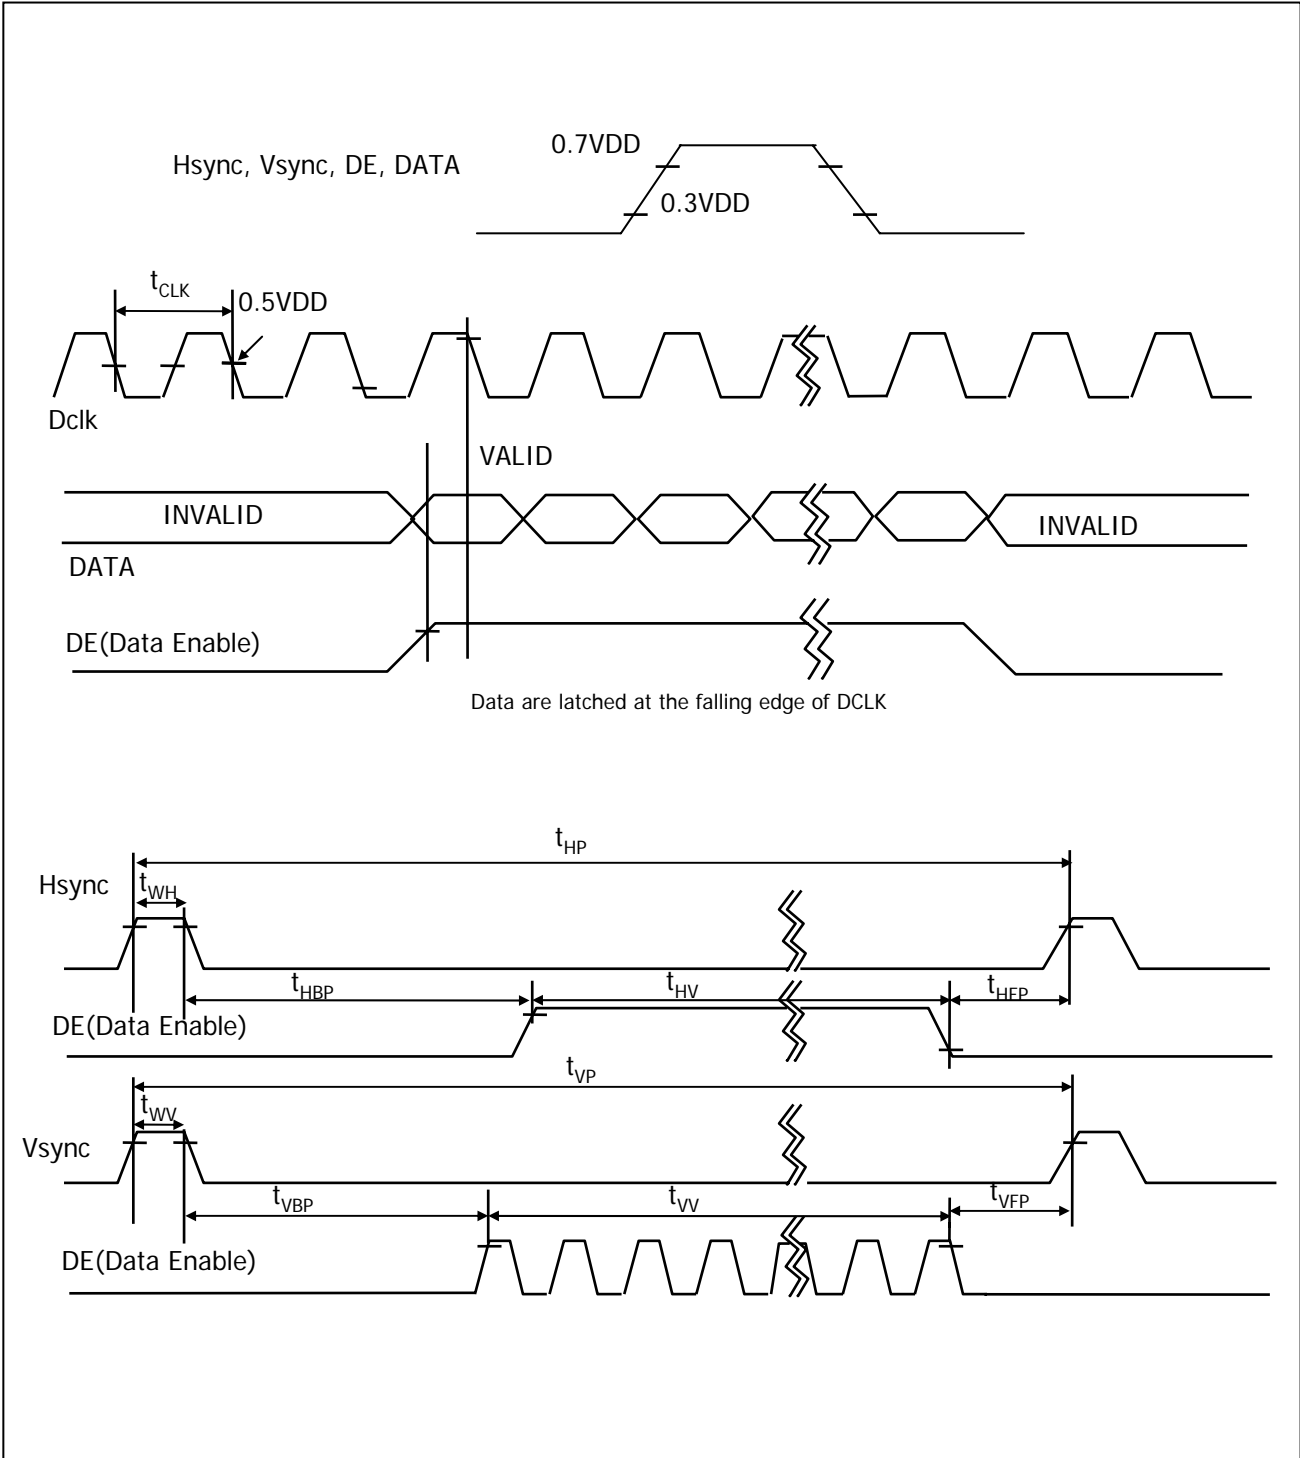 0.7VDD
Hsync, Vsync, DE, DATA
0.3VDD
tCLK
0.5VDD
Dclk
VALID
INVALID
INVALID
DATA
DE(Data Enable)
Data are latched at the falling edge of DCLK
tHP
Hsync
tWH
tHBP
tHV
tHFP
DE(Data Enable)
tVP
tWV
Vsync
tVBP
tVV
tVFP
DE(Data Enable)